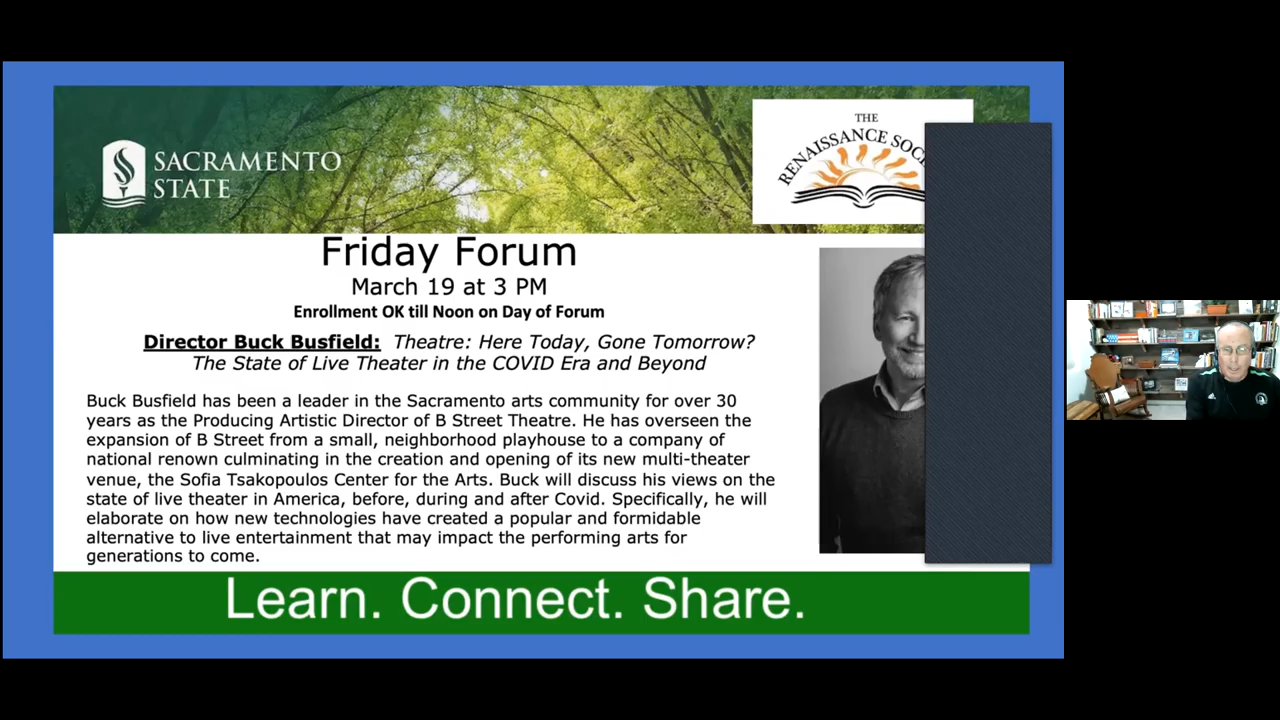 SACRAMENTO
STATE
THE
RENAISSANCE
Friday Forum
March 19 at 3 PM
Enrollment OK till Noon on Day of Forum
Director Buck Busfield: Theatre: Here Today, Gone Tomorrow?
The State of Live Theater in the COVID Era and Beyond
Buck Busfield has been a leader in the Sacramento arts community for over 30
years as the Producing Artistic Director of B Street Theatre. He has overseen the
expansion of B Street from a small, neighborhood playhouse to a company of
national renown culminating in the creation and opening of its new multi-theater
venue, the Sofia Tsakopoulos Center for the Arts. Buck will discuss his views on the
state of live theater in America, before, during and after Covid. Specifically, he will
elaborate on how new technologies have created a popular and formidable
alternative to live entertainment that may impact the performing arts for
generations to come.
Learn. Connect. Share.